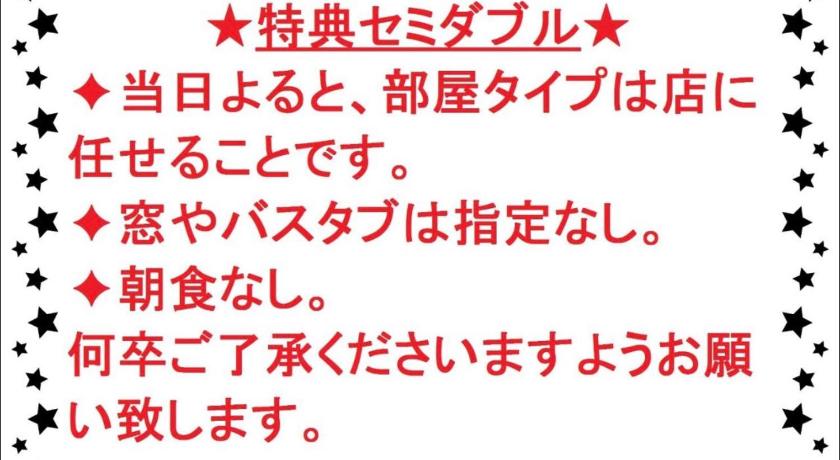 ★特典セミダブル★
✦当日よると、部屋タイプは店に
任せることです。
✦窓やバスタブは指定なし。
✦朝食なし。
何卒ご了承くださいますようお願
い致します。